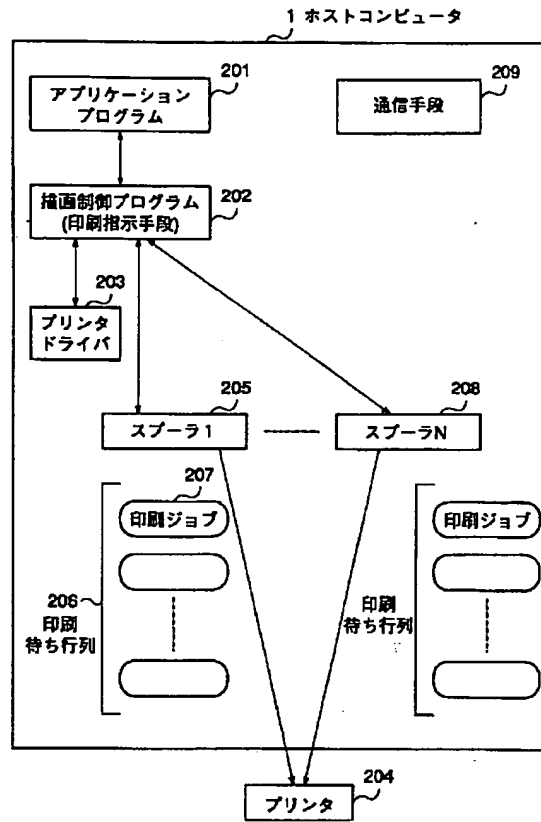 1 ホストコンピュータ
201
アプリケーション
プログラム
209
通信手段
202
描画制御プログラム
(印刷指示手段)
203
プリンタ
ドライバ
205
スプーラ1
208
スプーラN
207
印刷ジョブ
206
印刷
待ち行列
印刷ジョブ
印刷
待ち行列
204
プリンタ